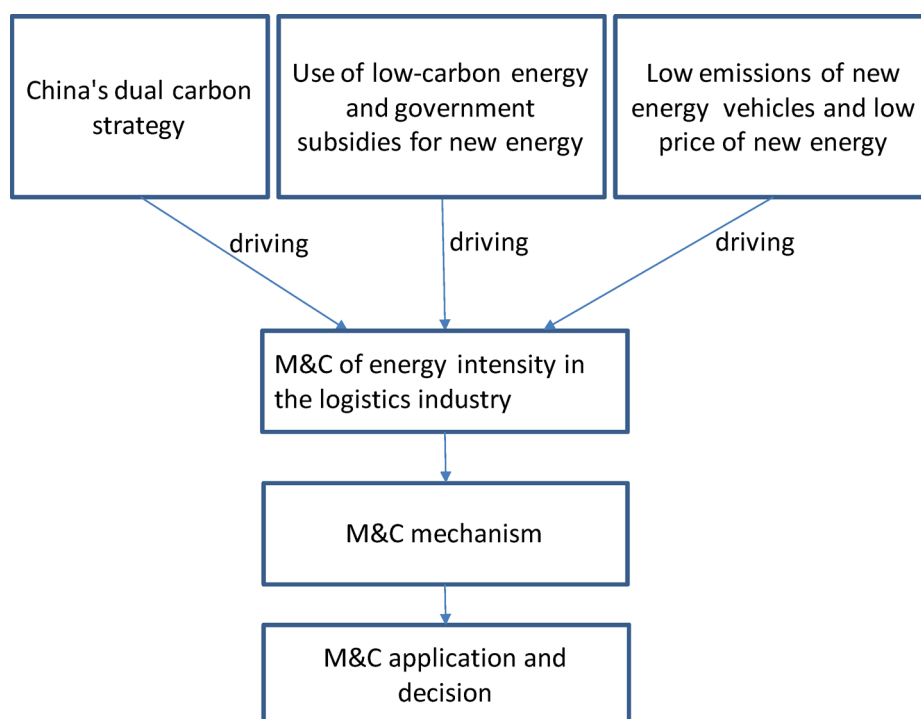 China's dual carbon
strategy
Use of low-carbon energy
and government
subsidies for new energy
Low emissions of new
energy vehicles and low
price of new energy
driving
driving
driving
M&C of energy intensity in
the logistics industry
M&C mechanism
M&C application and
decision